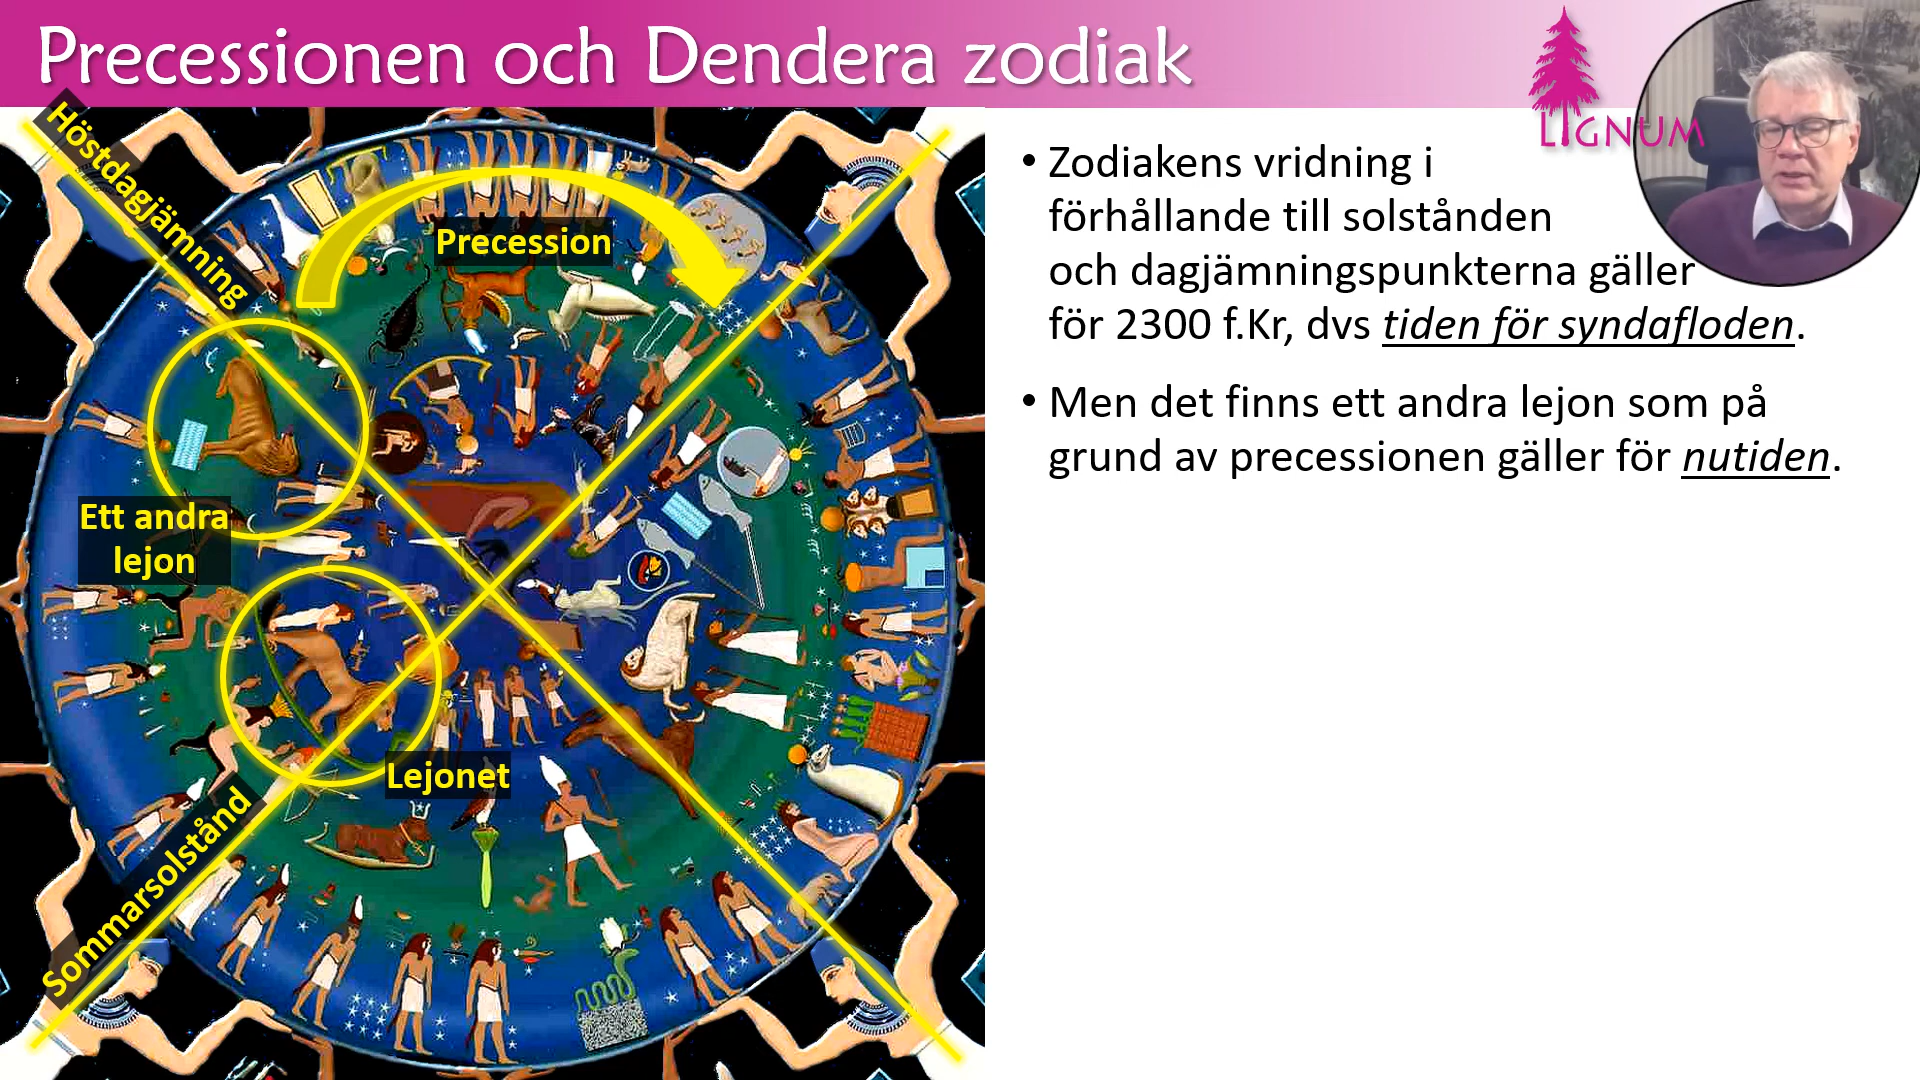 Precessionen och Dendera zodiak
LIGNUM
Höstdagjämning
Precession
Ett andra
lejon
Lejonet
Sommarsolstånd
• Zodiakens vridning i
förhållande till solstånden
och dagjämningspunkterna gäller
för 2300 f.Kr, dvs tiden för syndafloden.
• Men det finns ett andra lejon som på
grund av precessionen gäller för nutiden.